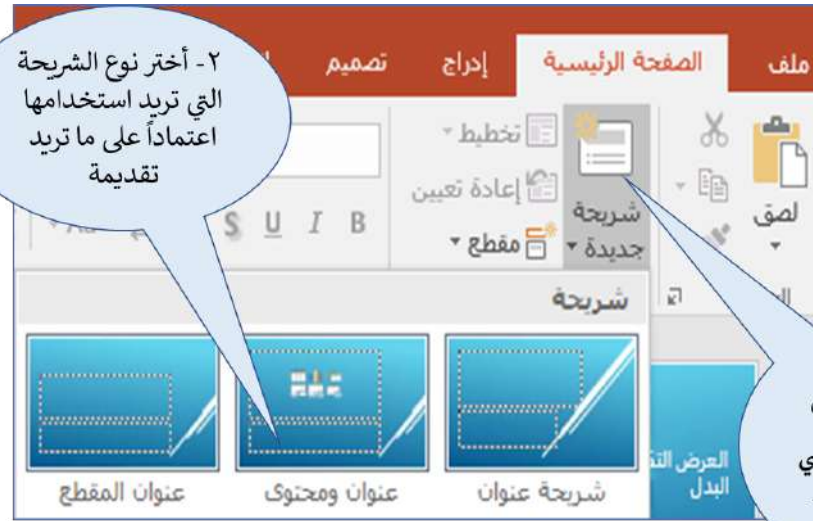 ملف
الصفحة الرئيسية
إدراج
تصميم
٢- أختر نوع الشريحة
التي تريد استخدامها
اعتماداً على ما تريد
تقديمة
لصق
شريحة
جديدة
تخطيط
إعادة تعيين
مقطع
B I U S
شريحة
شريحة عنوان
عنوان ومحتوى
عنوان المقطع
العرض
البدل